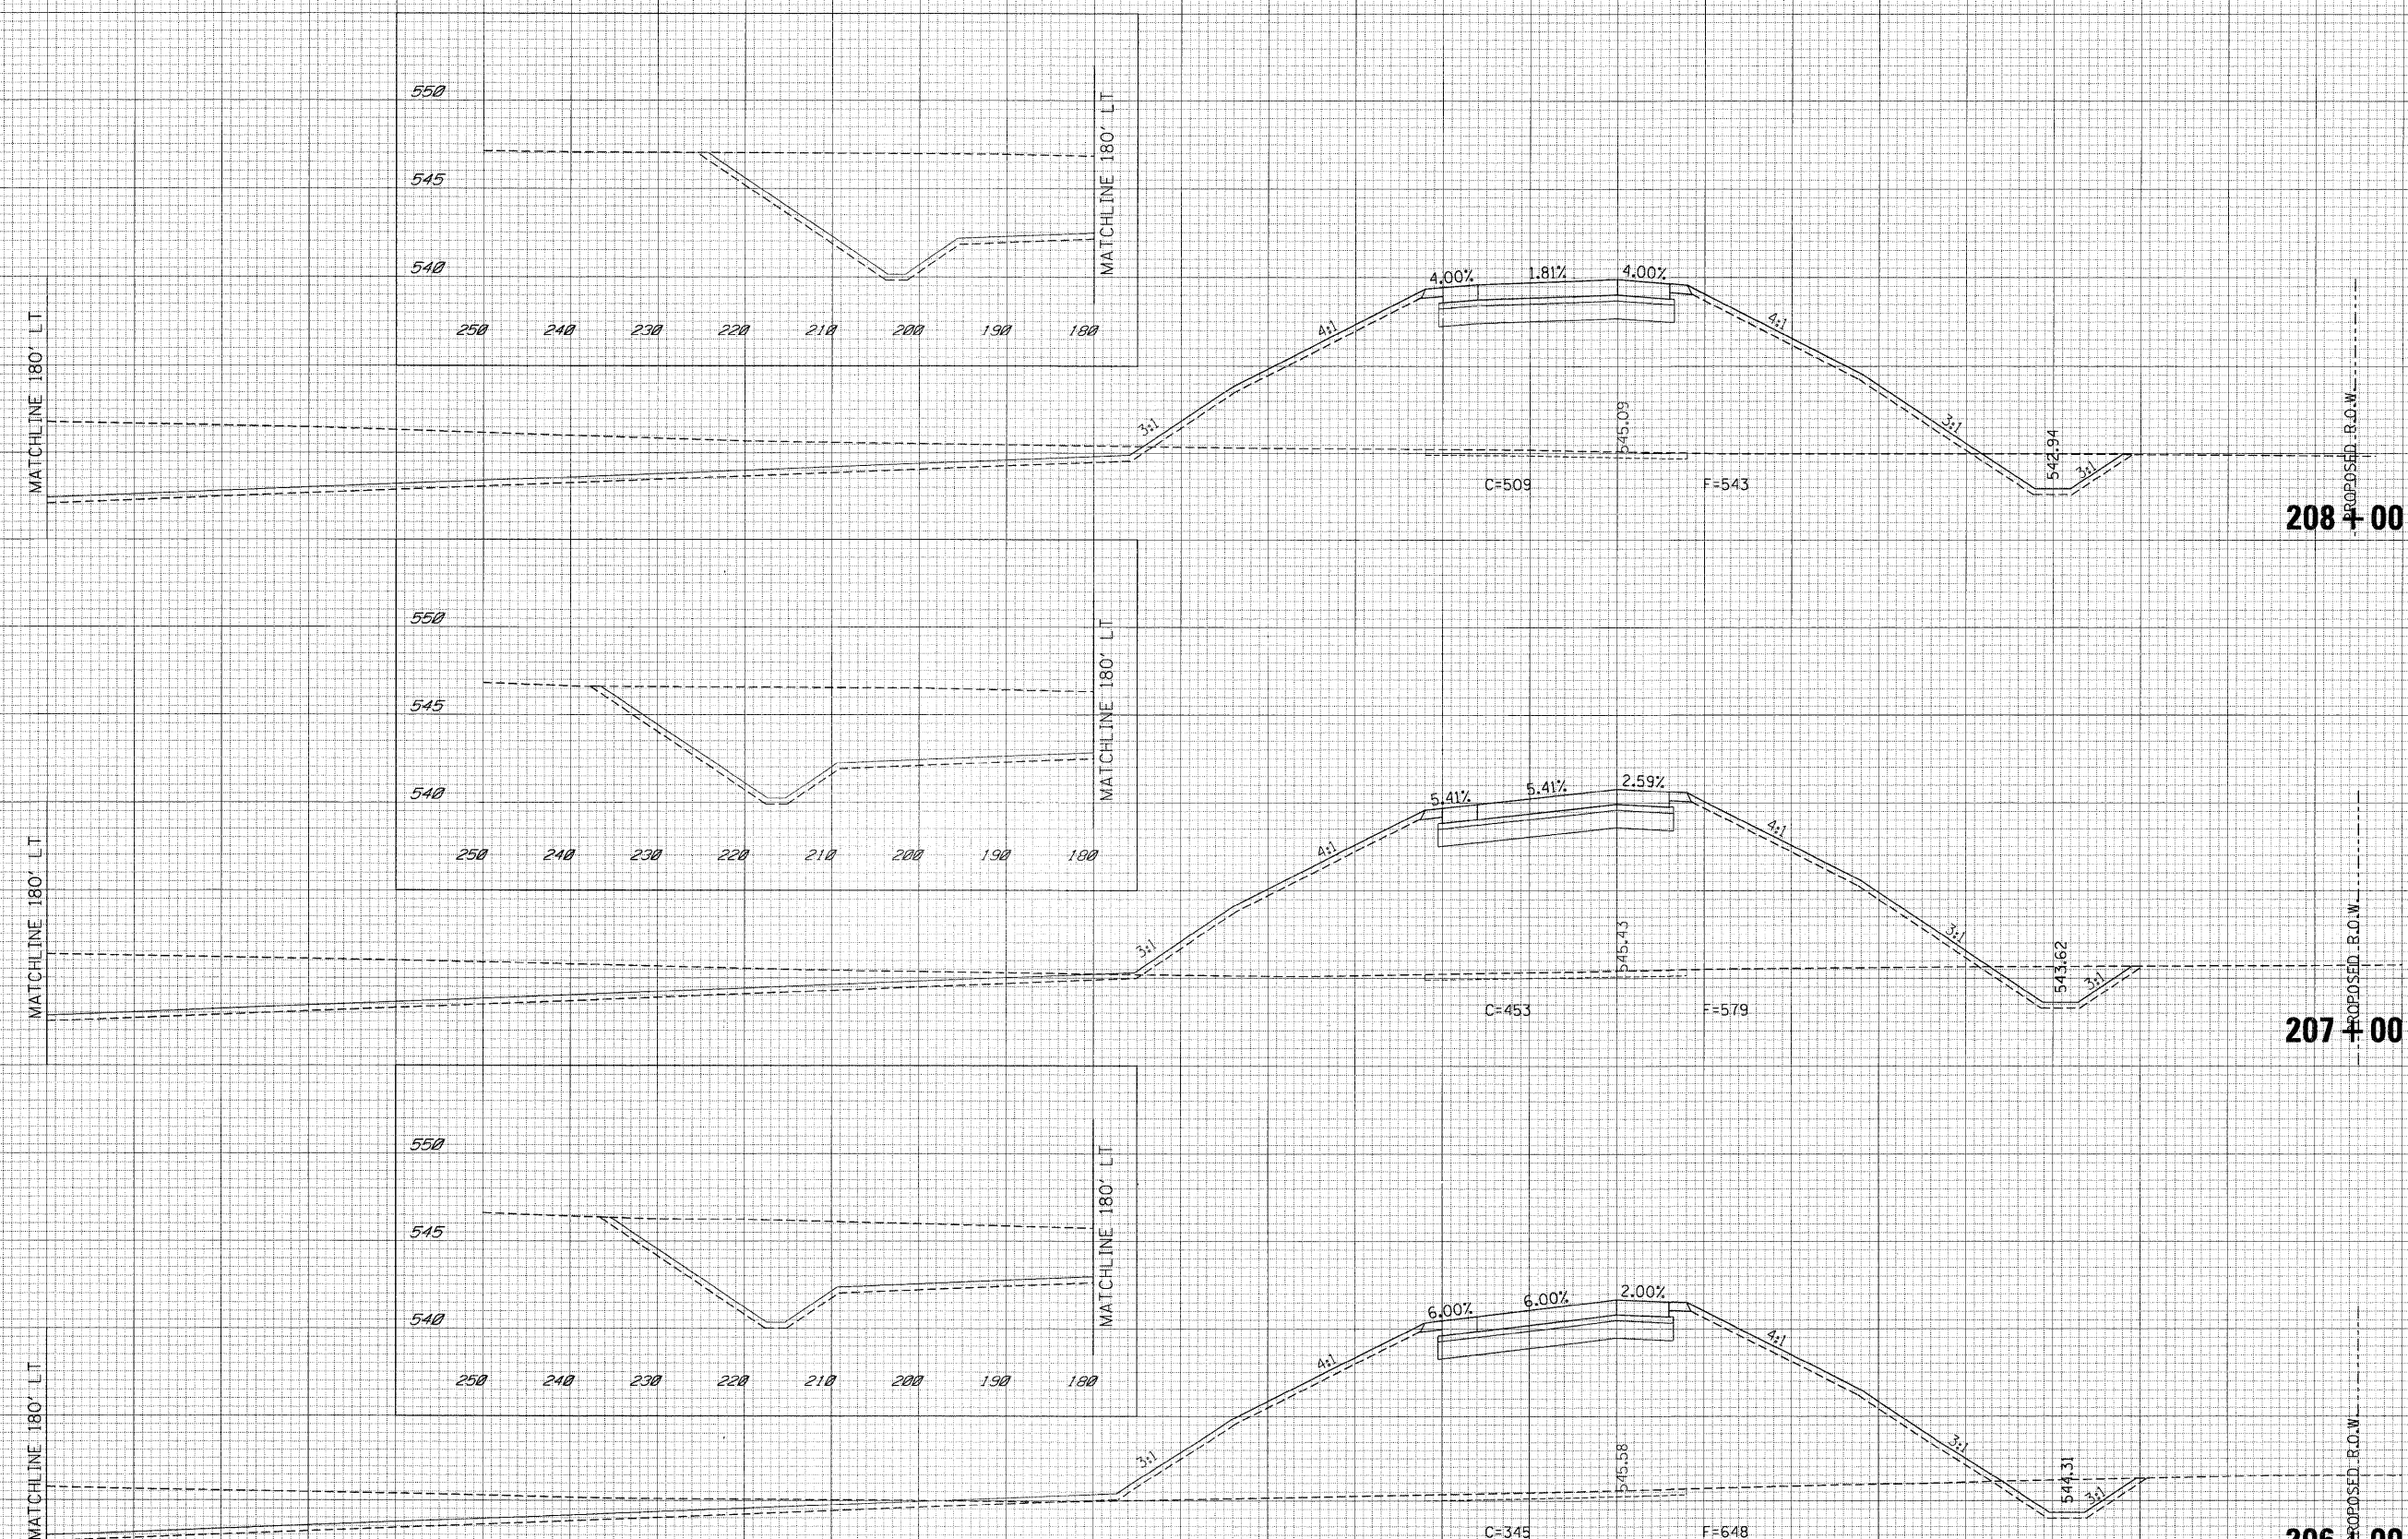 550
545
540
250 240 230 220 210 200 190 180
MATCHLINE 180' LT
MATCHLINE 180' LT
4.00% 1.81% 4.00%
4:1
4:1
3:1
3:1
3:1
545.09
542.94
C=509 F=543
PROPOSED R.O.W.
208+00
550
545
540
250 240 230 220 210 200 190 180
MATCHLINE 180' LT
MATCHLINE 180' LT
5.41% 5.41% 2.59%
4:1
4:1
3:1
3:1
3:1
545.43
543.62
C=453 F=579
PROPOSED R.O.W.
207+00
550
545
540
250 240 230 220 210 200 190 180
MATCHLINE 180' LT
MATCHLINE 180' LT
6.00% 6.00% 2.00%
4:1
4:1
3:1
3:1
3:1
545.58
544.31
C=345 F=648
PROPOSED R.O.W.
206+00